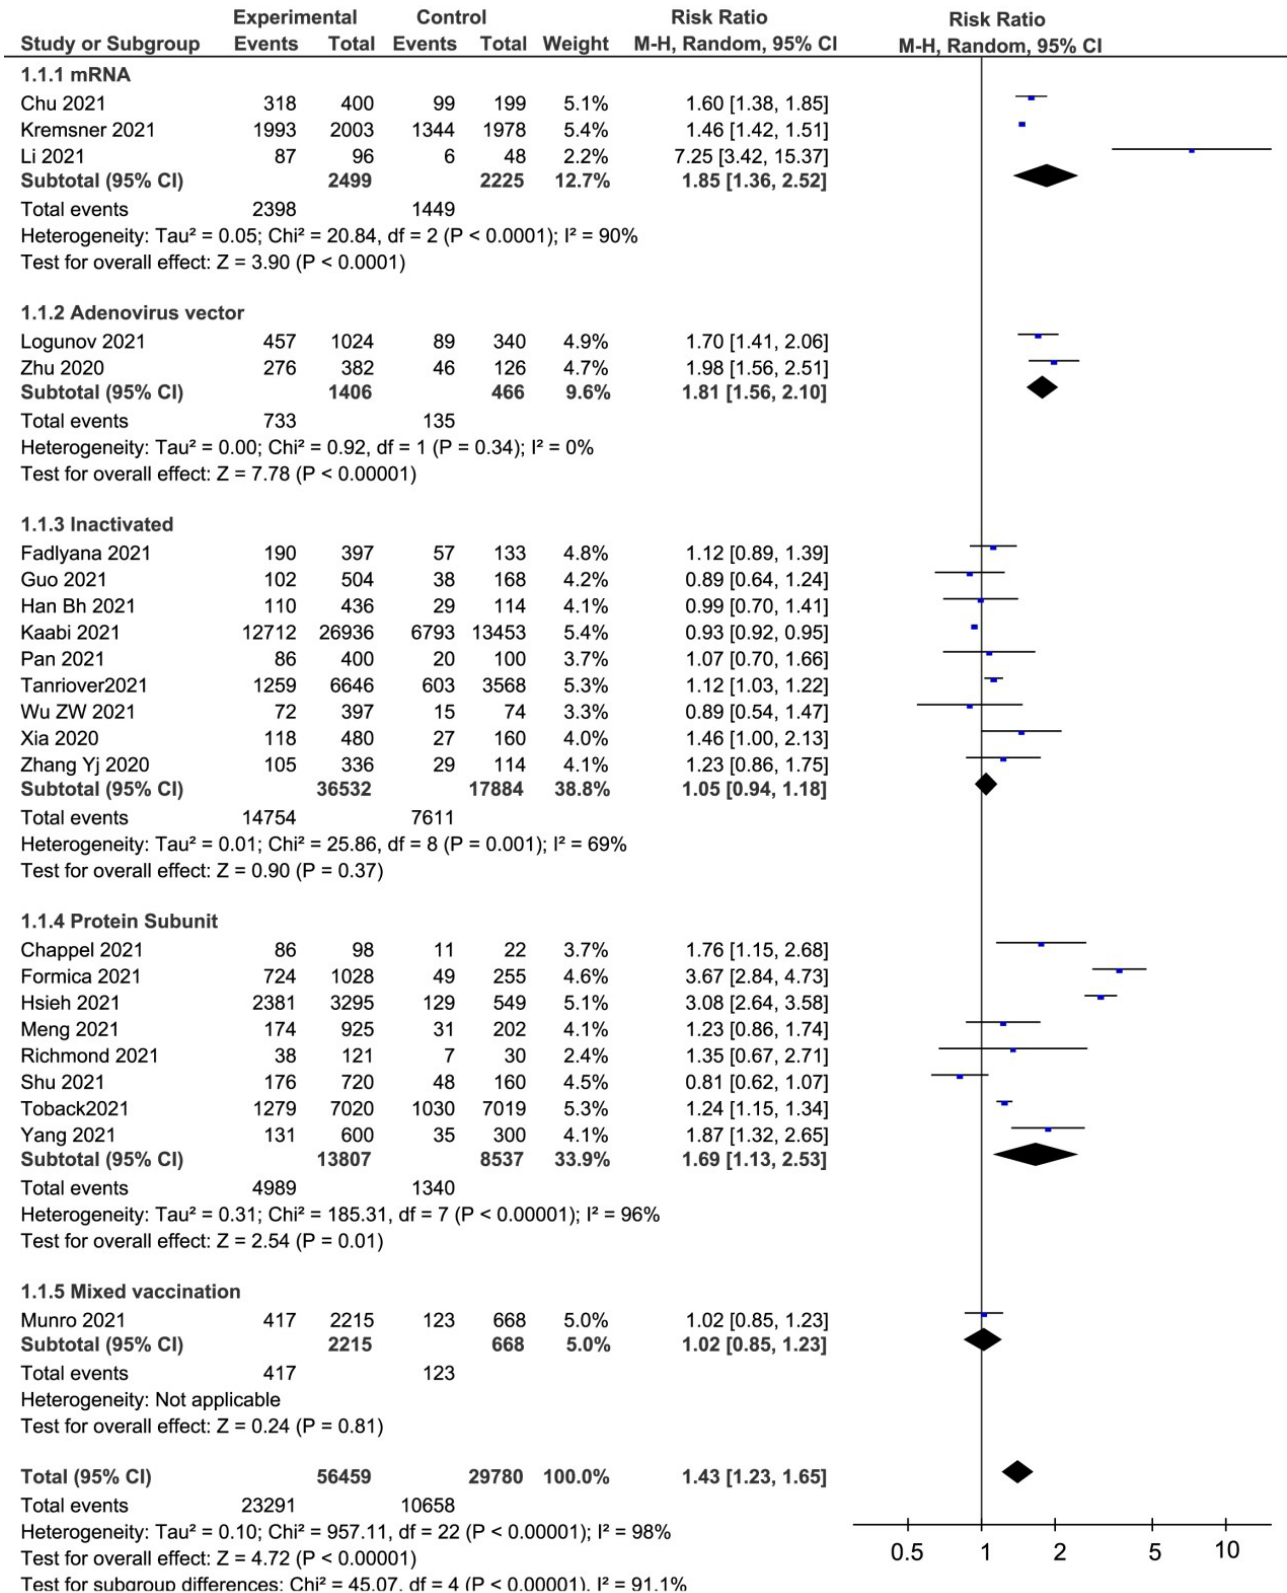 Experimental Control Risk Ratio Risk Ratio
Study or Subgroup Events Total Events Total Weight M-H, Random, 95% CI M-H, Random, 95% CI
1.1.1 mRNA
Chu 2021 318 400 99 199 5.1% 1.60 [1.38, 1.85]
Kremsner 2021 1993 2003 1344 1978 5.4% 1.46 [1.42, 1.51]
Li 2021 87 96 6 48 2.2% 7.25 [3.42, 15.37]
Subtotal (95% CI) 2499 2225 12.7% 1.85 [1.36, 2.52]
Total events 2398 1449
Heterogeneity: Tau² = 0.05; Chi² = 20.84, df = 2 (P < 0.0001); I² = 90%
Test for overall effect: Z = 3.90 (P < 0.0001)
1.1.2 Adenovirus vector
Logunov 2021 457 1024 89 340 4.9% 1.70 [1.41, 2.06]
Zhu 2020 276 382 46 126 4.7% 1.98 [1.56, 2.51]
Subtotal (95% CI) 1406 466 9.6% 1.81 [1.56, 2.10]
Total events 733 135
Heterogeneity: Tau² = 0.00; Chi² = 0.92, df = 1 (P = 0.34); I² = 0%
Test for overall effect: Z = 7.78 (P < 0.00001)
1.1.3 Inactivated
Fadlyana 2021 190 397 57 133 4.8% 1.12 [0.89, 1.39]
Guo 2021 102 504 38 168 4.2% 0.89 [0.64, 1.24]
Han Bh 2021 110 436 29 114 4.1% 0.99 [0.70, 1.41]
Kaabi 2021 12712 26936 6793 13453 5.4% 0.93 [0.92, 0.95]
Pan 2021 86 400 20 100 3.7% 1.07 [0.70, 1.66]
Tanriover2021 1259 6646 603 3568 5.3% 1.12 [1.03, 1.22]
Wu ZW 2021 72 397 15 74 3.3% 0.89 [0.54, 1.47]
Xia 2020 118 480 27 160 4.0% 1.46 [1.00, 2.13]
Zhang Yj 2020 105 336 29 114 4.1% 1.23 [0.86, 1.75]
Subtotal (95% CI) 36532 17884 38.8% 1.05 [0.94, 1.18]
Total events 14754 7611
Heterogeneity: Tau² = 0.01; Chi² = 25.86, df = 8 (P = 0.001); I² = 69%
Test for overall effect: Z = 0.90 (P = 0.37)
1.1.4 Protein Subunit
Chappel 2021 86 98 11 22 3.7% 1.76 [1.15, 2.68]
Formica 2021 724 1028 49 255 4.6% 3.67 [2.84, 4.73]
Hsieh 2021 2381 3295 129 549 5.1% 3.08 [2.64, 3.58]
Meng 2021 174 925 31 202 4.1% 1.23 [0.86, 1.74]
Richmond 2021 38 121 7 30 2.4% 1.35 [0.67, 2.71]
Shu 2021 176 720 48 160 4.5% 0.81 [0.62, 1.07]
Toback2021 1279 7020 1030 7019 5.3% 1.24 [1.15, 1.34]
Yang 2021 131 600 35 300 4.1% 1.87 [1.32, 2.65]
Subtotal (95% CI) 13807 8537 33.9% 1.69 [1.13, 2.53]
Total events 4989 1340
Heterogeneity: Tau² = 0.31; Chi² = 185.31, df = 7 (P < 0.00001); I² = 96%
Test for overall effect: Z = 2.54 (P = 0.01)
1.1.5 Mixed vaccination
Munro 2021 417 2215 123 668 5.0% 1.02 [0.85, 1.23]
Subtotal (95% CI) 2215 668 5.0% 1.02 [0.85, 1.23]
Total events 417 123
Heterogeneity: Not applicable
Test for overall effect: Z = 0.24 (P = 0.81)
Total (95% CI) 56459 29780 100.0% 1.43 [1.23, 1.65]
Total events 23291 10658
Heterogeneity: Tau² = 0.10; Chi² = 957.11, df = 22 (P < 0.00001); I² = 98%
Test for overall effect: Z = 4.72 (P < 0.00001)
0.5 1 2 5 10
Test for subgroup differences: Chi² = 45.07, df = 4 (P < 0.00001), I² = 91.1%